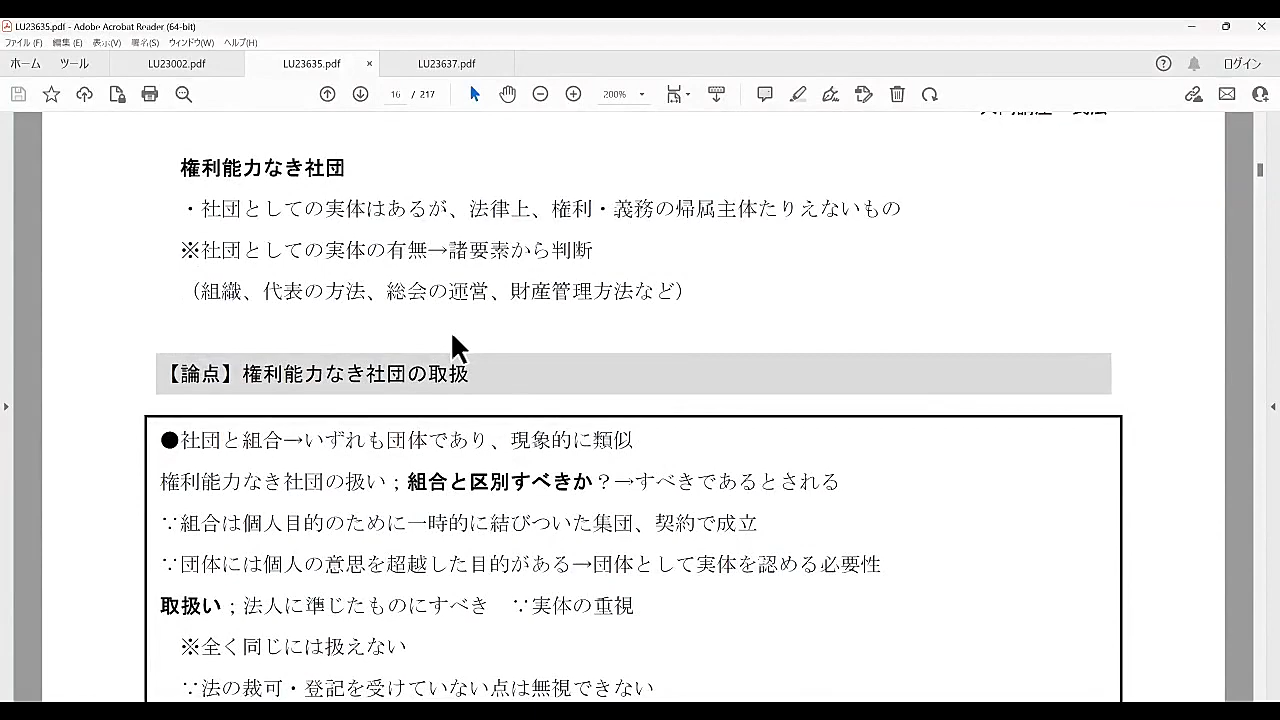 LU23635.pdf - Adobe Acrobat Reader (64-bit)
ファイル(F) 編集(E) 表示(V) 署名(S) ウィンドウ(W) ヘルプ(H)
ホーム ツール LU23002.pdf LU23635.pdf × LU23637.pdf ログイン
16 / 217 200%
権利能力なき社団
・社団としての実体はあるが、法律上、権利・義務の帰属主体たりえないもの
※社団としての実体の有無→諸要素から判断
（組織、代表の方法、総会の運営、財産管理方法など）
【論点】権利能力なき社団の取扱
●社団と組合→いずれも団体であり、現象的に類似
権利能力なき社団の扱い；組合と区別すべきか？→すべきであるとされる
∵組合は個人目的のために一時的に結びついた集団、契約で成立
∵団体には個人の意思を超越した目的がある→団体として実体を認める必要性
取扱い；法人に準じたものにすべき　∵実体の重視
※全く同じには扱えない
∵法の裁可・登記を受けていない点は無視できない